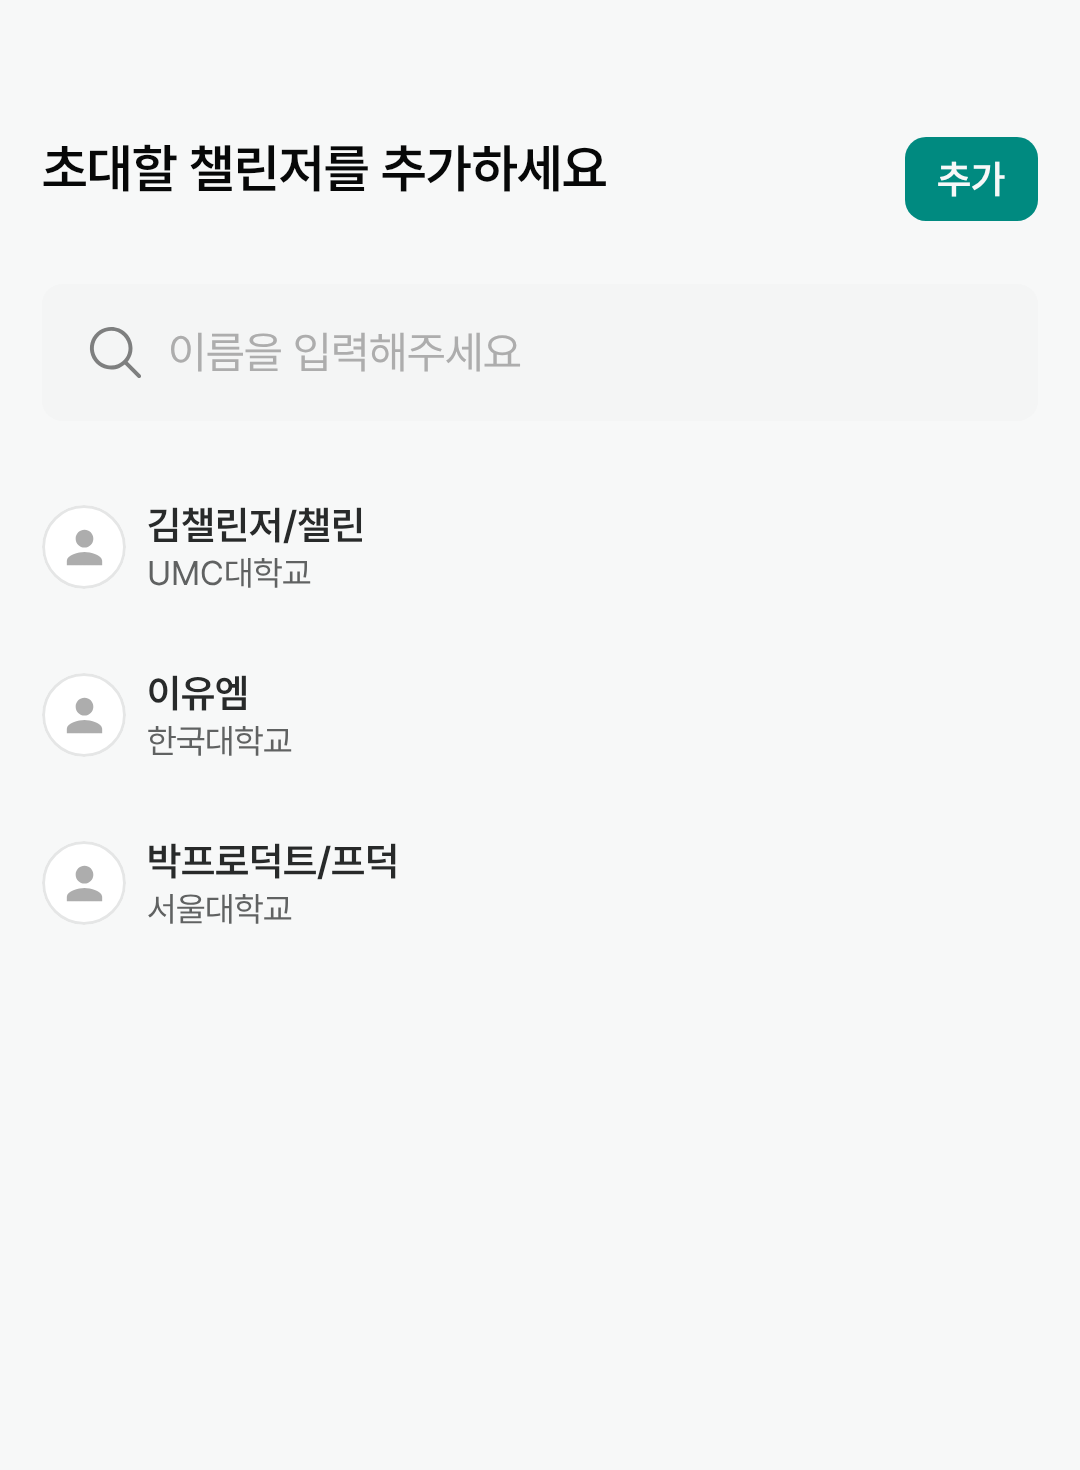 초대할 챌린저를 추가하세요
추가
이름을 입력해주세요
김챌린저/챌린
UMC대학교
이유엠
한국대학교
박프로덕트/프덕
서울대학교